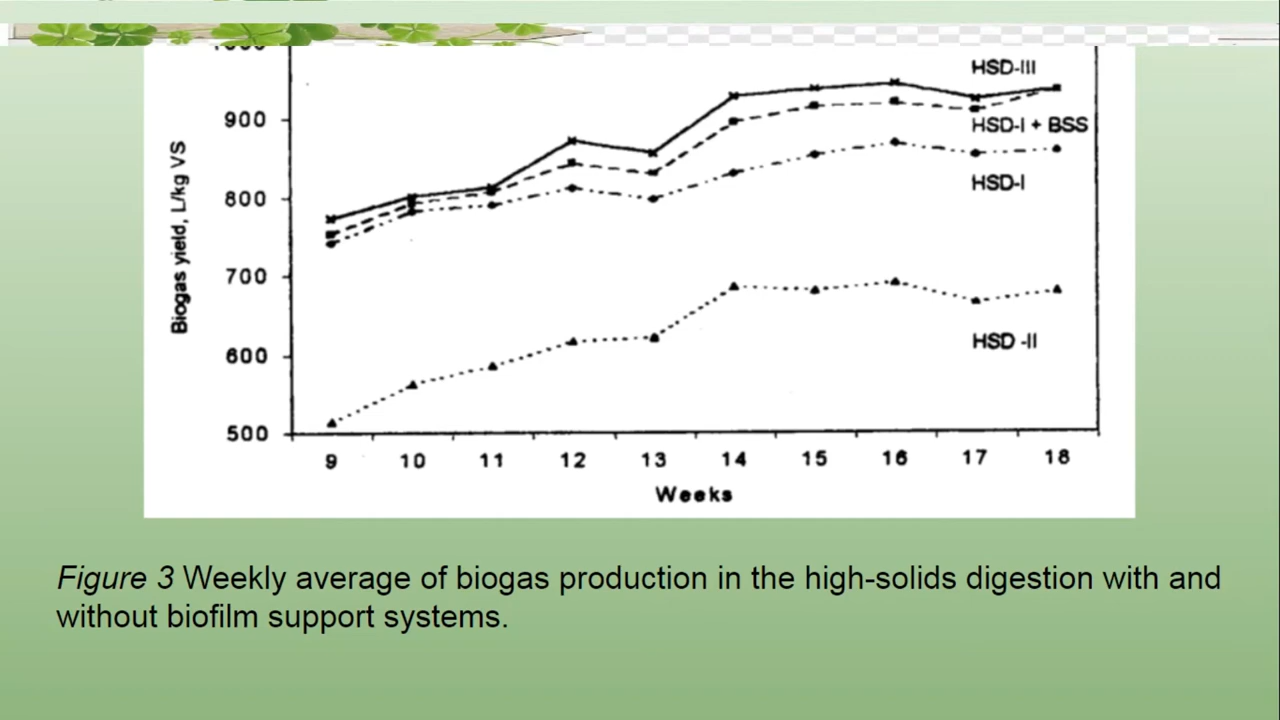 HSD-III
900
HSD-I + BSS
800
HSD-I
700
600
HSD -II
500
9 10 11 12 13 14 15 16 17 18
Weeks
Biogas yield, L/kg VS
Figure 3 Weekly average of biogas production in the high-solids digestion with and
without biofilm support systems.